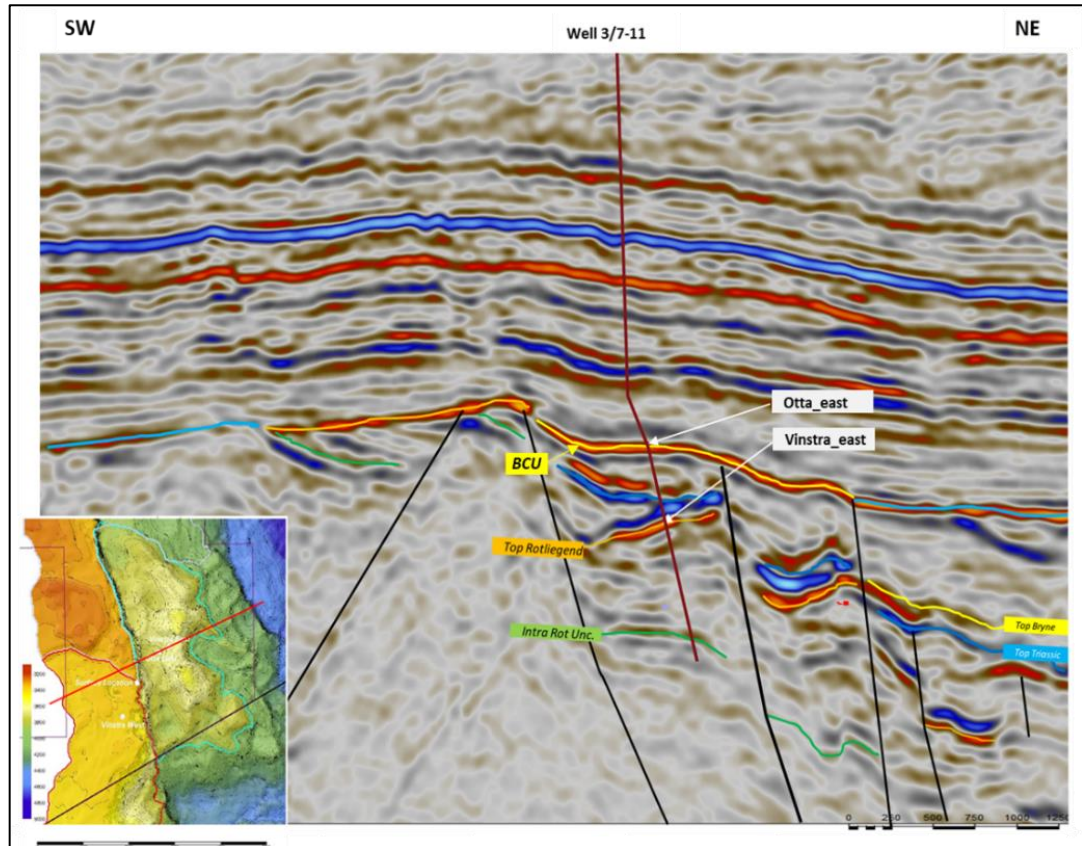 SW
Well 3/7-11
NE
Otta_east
Vinstra_east
BCU
Top Rotliegend
Intra Rot Unc.
Top Bryne
Top Triassic
0 250 500 750 1000 1250